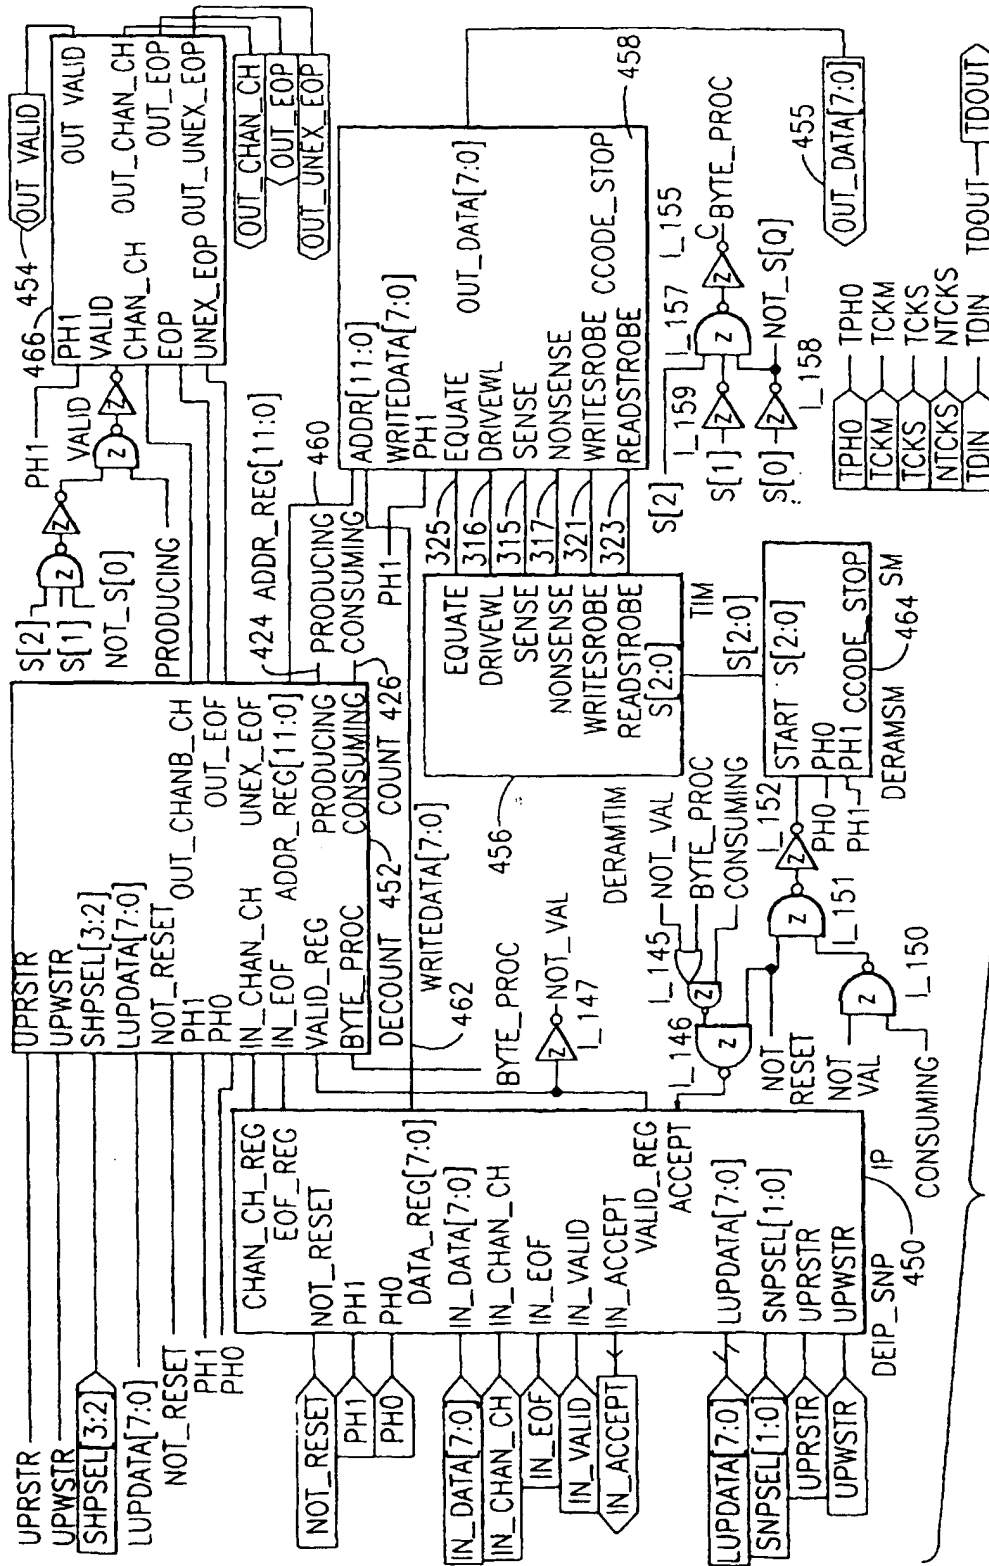 UPRSTR
UPWSTR
SHPSEL[3:2]
LUPDATA[7:0]
NOT_RESET
PH1
PH0
UPRSTR
UPWSTR
SHPSEL[3:2]
LUPDATA[7:0]
NOT_RESET
PH1
PH0
IN_CHAN_CH
IN_EOF
VALID_REG
BYTE_PROC
OUT_CHANB_CH
OUT_EOF
UNEX_EOF
ADDR_REG[11:0]
PRODUCING
CONSUMING
DECOUNT 452 COUNT 426
424 ADDR_REG[11:0]
PRODUCING
CONSUMING
460
S[2]
S[1]
NOT_S[0]
Z
Z
PRODUCING
PH1
VALID
Z
Z
466
454
OUT VALID
PH1
VALID
CHAN_CH
EOP
UNEX_EOP
OUT VALID
OUT_CHAN_CH
OUT_EOP
OUT_UNEX_EOP
OUT_CHAN_CH
OUT_EOP
OUT_UNEX_EOP
NOT_RESET
PH1
PH0
IN_DATA[7:0]
IN_CHAN_CH
IN_EOF
IN_VALID
IN_ACCEPT
LUPDATA[7:0]
SNPSEL[1:0]
UPRSTR
UPWSTR
CHAN_CH_REG
EOF_REG
NOT_RESET
PH1
PH0
DATA_REG[7:0]
IN_DATA[7:0]
IN_CHAN_CH
IN_EOF
IN_VALID
IN_ACCEPT
VALID_REG
ACCEPT
LUPDATA[7:0]
SNPSEL[1:0]
UPRSTR
UPWSTR
DEIP_SNP
450
IP
WRITEDATA[7:0]
462
BYTE_PROC
Z
NOT_VAL
I_147
456
DERAMTIM
TIM
EQUATE
DRIVEWL
SENSE
NONSENSE
WRITESROBE
READSTROBE
S[2:0]
PH1
325
316
315
317
321
323
ADDR[11:0]
WRITEDATA[7:0]
PH1
EQUATE
DRIVEWL
SENSE
NONSENSE
WRITESROBE
READSTROBE
OUT_DATA[7:0]
CCODE_STOP
458
NOT_VAL
BYTE_PROC
CONSUMING
I_145
Z
I_146
Z
NOT
RESET
NOT
VAL
CONSUMING
Z
I_150
Z
I_151
Z
I_152
PH0
PH1
START
PH0
PH1
S[2:0]
CCODE_STOP
S[2:0]
DERAMSM
464
SM
S[2]
S[1]
S[0]
Z
I_159
Z
I_158
NOT_S[Q]
Z
I_157
Z
I_155
C
BYTE_PROC
455
OUT_DATA[7:0]
TPHO
TCKM
TCKS
NTCKS
TDIN
TPHO
TCKM
TCKS
NTCKS
TDIN
TDOUT
TDOUT